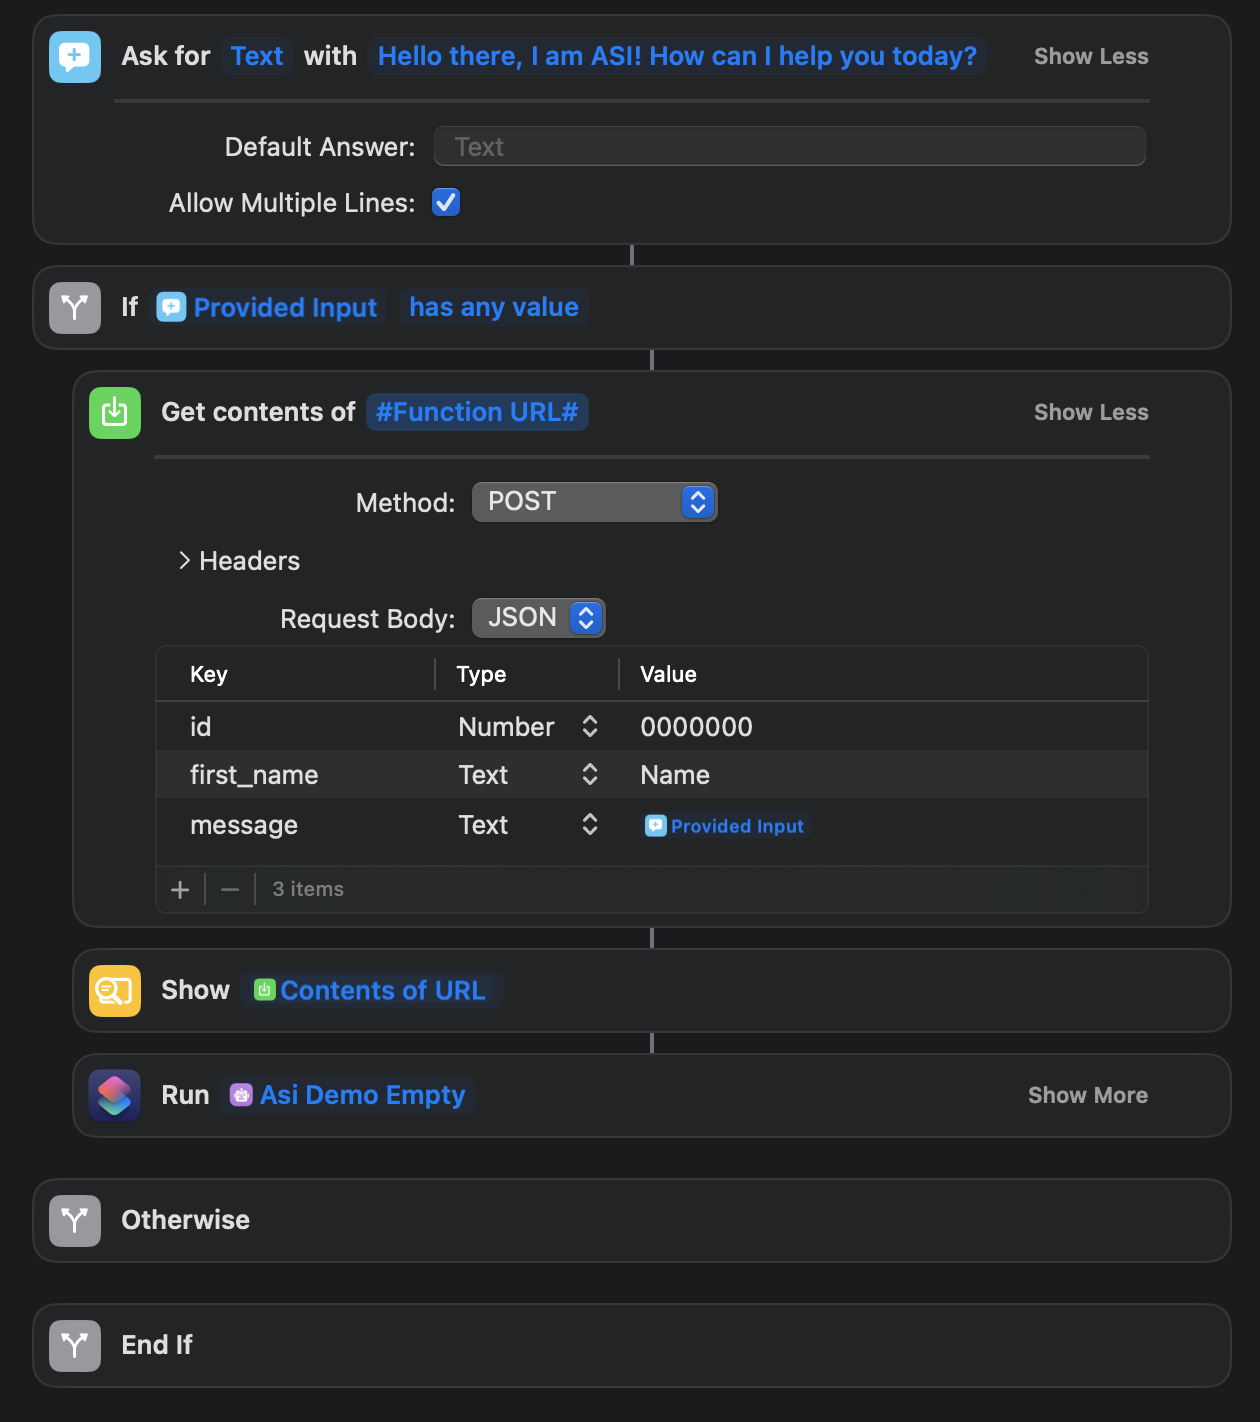 Ask for Text with Hello there, I am ASI! How can I help you today? Show Less
Default Answer: Text
Allow Multiple Lines:
If Provided Input has any value
Get contents of #Function URL# Show Less
Method: POST
Headers
Request Body: JSON
Key Type Value
id Number 0000000
first_name Text Name
message Text Provided Input
+ − 3 items
Show Contents of URL
Run Asi Demo Empty Show More
Otherwise
End If